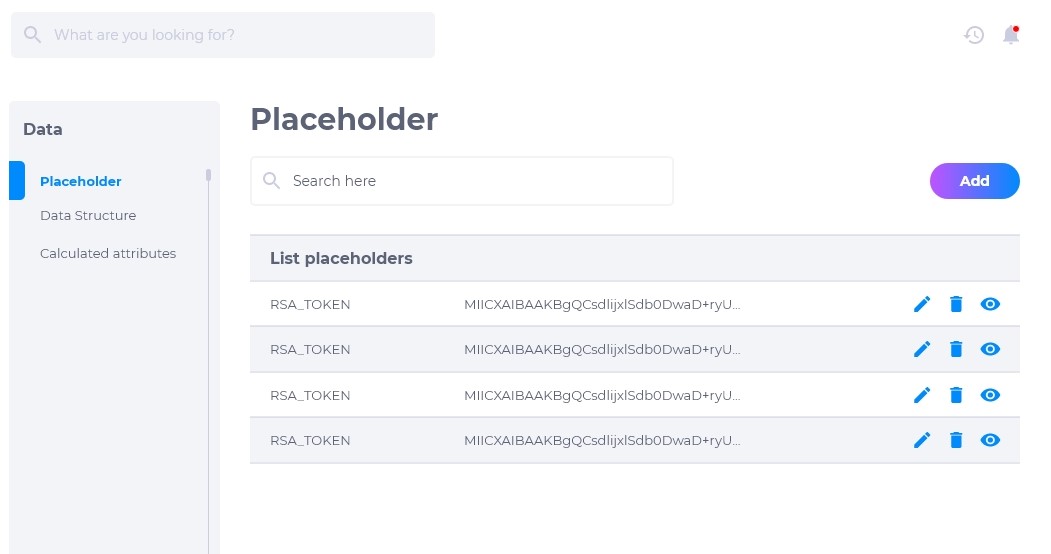 What are you looking for?
Data
Placeholder
Data Structure
Calculated attributes
Placeholder
Search here
Add
List placeholders
RSA_TOKEN MIICXAIBAAKBgQCsdlijxlSdb0DwaD+ryU...
RSA_TOKEN MIICXAIBAAKBgQCsdlijxlSdb0DwaD+ryU...
RSA_TOKEN MIICXAIBAAKBgQCsdlijxlSdb0DwaD+ryU...
RSA_TOKEN MIICXAIBAAKBgQCsdlijxlSdb0DwaD+ryU...